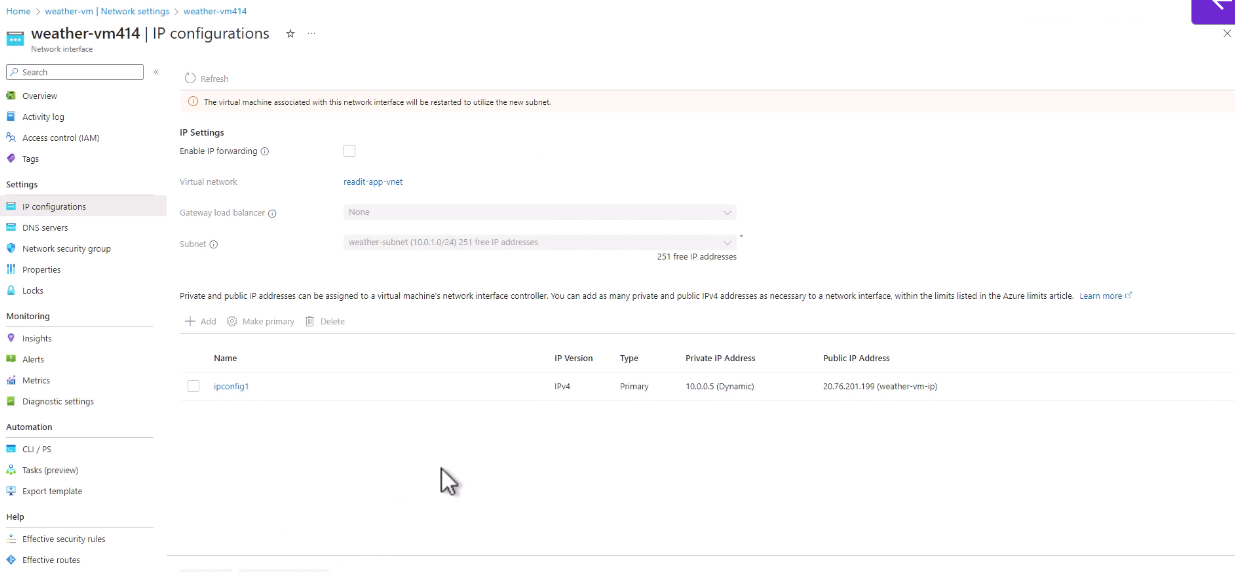 Home > weather-vm | Network settings > weather-vm414
weather-vm414 | IP configurations
Network interface
Search
Overview
Activity log
Access control (IAM)
Tags
Settings
IP configurations
DNS servers
Network security group
Properties
Locks
Monitoring
Insights
Alerts
Metrics
Diagnostic settings
Automation
CLI / PS
Tasks (preview)
Export template
Help
Effective security rules
Effective routes
Refresh
The virtual machine associated with this network interface will be restarted to utilize the new subnet.
IP Settings
Enable IP forwarding
Virtual network readit-app-vnet
Gateway load balancer None
Subnet weather-subnet (10.0.1.0/24) 251 free IP addresses *
251 free IP addresses
Private and public IP addresses can be assigned to a virtual machine's network interface controller. You can add as many private and public IPv4 addresses as necessary to a network interface, within the limits listed in the Azure limits article. Learn more
Add Make primary Delete
Name IP Version Type Private IP Address Public IP Address
ipconfig1 IPv4 Primary 10.0.0.5 (Dynamic) 20.76.201.199 (weather-vm-ip)